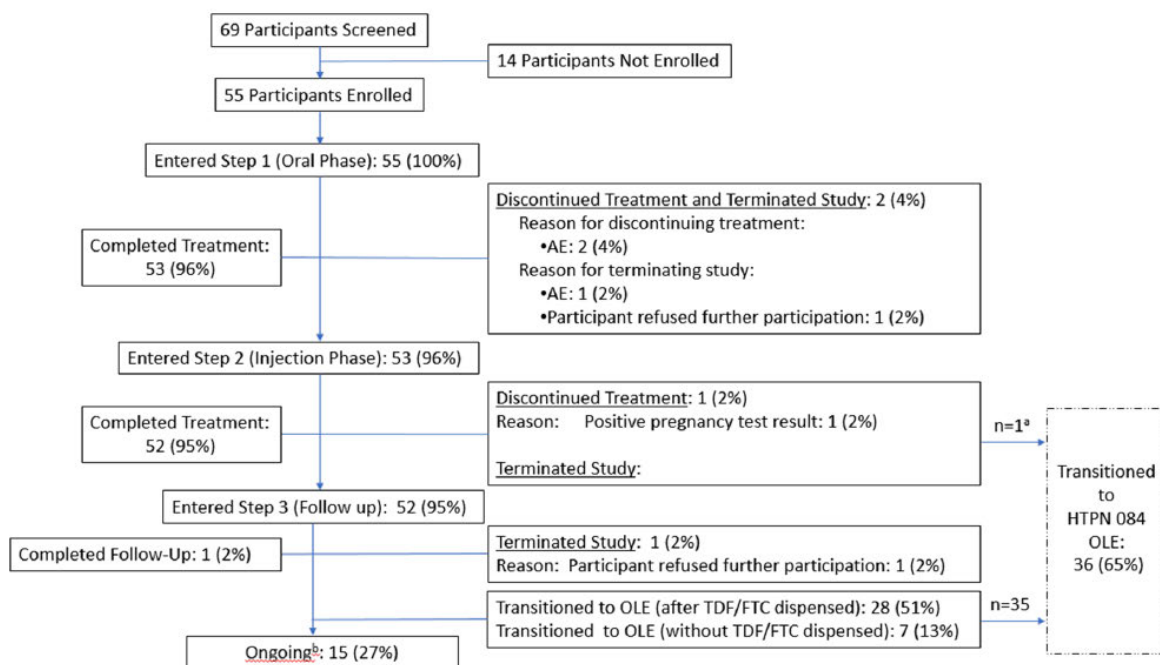 69 Participants Screened
14 Participants Not Enrolled
55 Participants Enrolled
Entered Step 1 (Oral Phase): 55 (100%)
Discontinued Treatment and Terminated Study: 2 (4%)
Reason for discontinuing treatment:
•AE: 2 (4%)
Reason for terminating study:
•AE: 1 (2%)
•Participant refused further participation: 1 (2%)
Completed Treatment:
53 (96%)
Entered Step 2 (Injection Phase): 53 (96%)
Discontinued Treatment: 1 (2%)
Reason: Positive pregnancy test result: 1 (2%)
Terminated Study:
Completed Treatment:
52 (95%)
n=1ª
Transitioned
to
HTPN 084
OLE:
36 (65%)
Entered Step 3 (Follow up): 52 (95%)
Terminated Study: 1 (2%)
Reason: Participant refused further participation: 1 (2%)
Completed Follow-Up: 1 (2%)
Transitioned to OLE (after TDF/FTC dispensed): 28 (51%)
Transitioned to OLE (without TDF/FTC dispensed): 7 (13%)
n=35
Ongoingᵇ: 15 (27%)